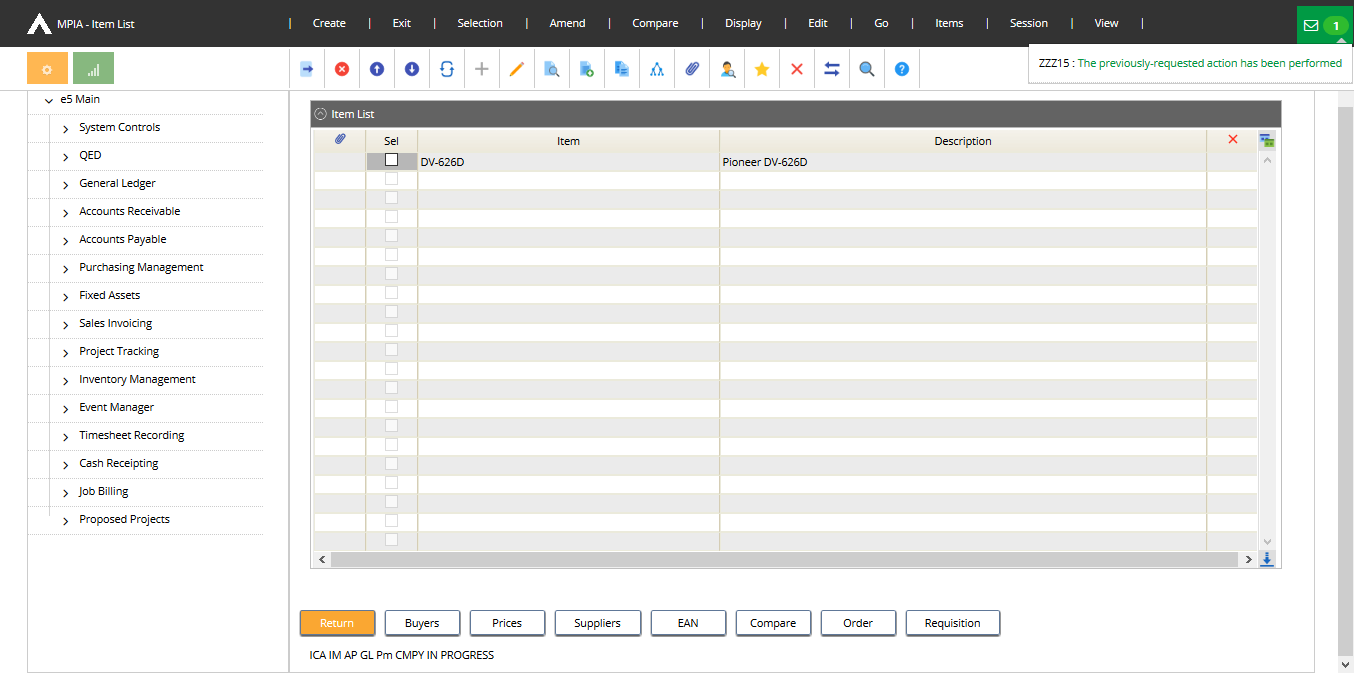 MPIA - Item List | Create | Exit | Selection | Amend | Compare | Display | Edit | Go | Items | Session | View | 1
ZZZ15 : The previously-requested action has been performed
e5 Main
System Controls
QED
General Ledger
Accounts Receivable
Accounts Payable
Purchasing Management
Fixed Assets
Sales Invoicing
Project Tracking
Inventory Management
Event Manager
Timesheet Recording
Cash Receipting
Job Billing
Proposed Projects
Item List
Sel Item Description
DV-626D Pioneer DV-626D
Return Buyers Prices Suppliers EAN Compare Order Requisition
ICA IM AP GL Pm CMPY IN PROGRESS